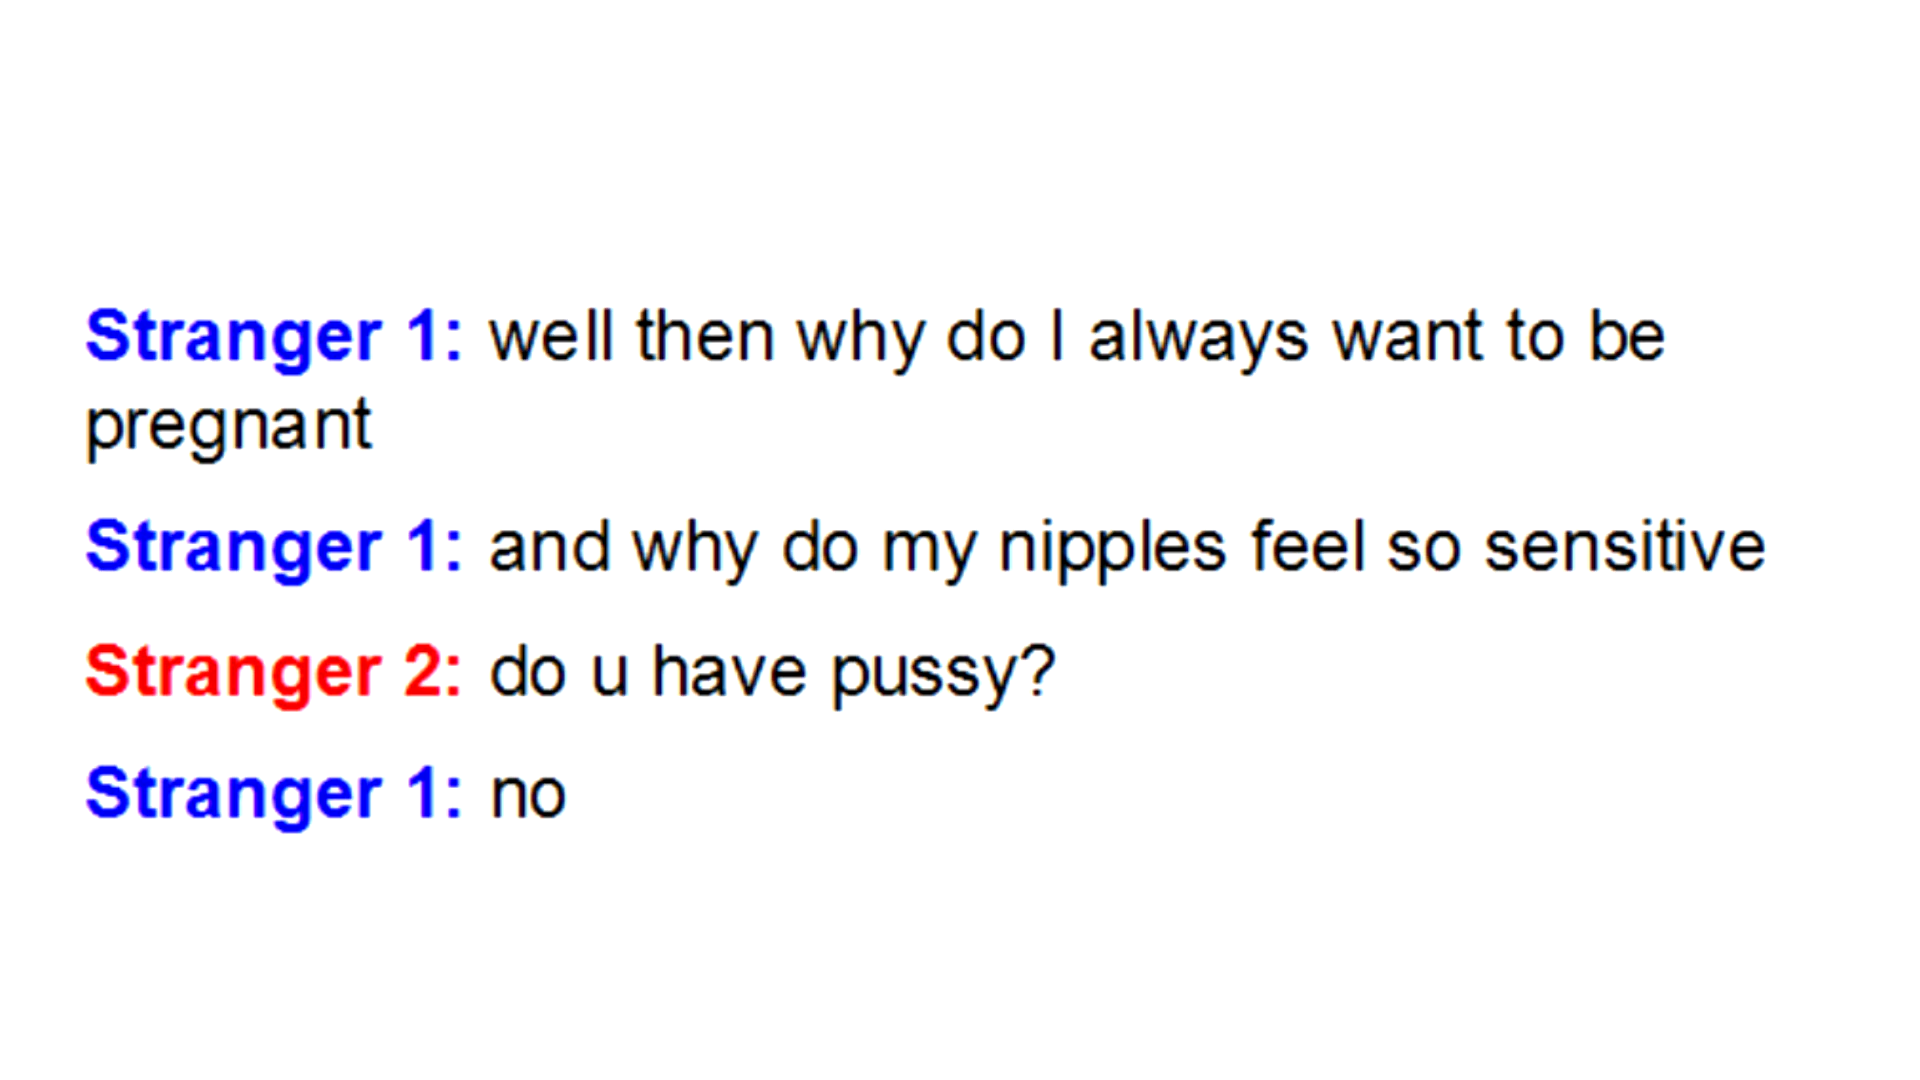 Stranger 1: well then why do I always want to be
pregnant
Stranger 1: and why do my nipples feel so sensitive
Stranger 2: do u have pussy?
Stranger 1: no